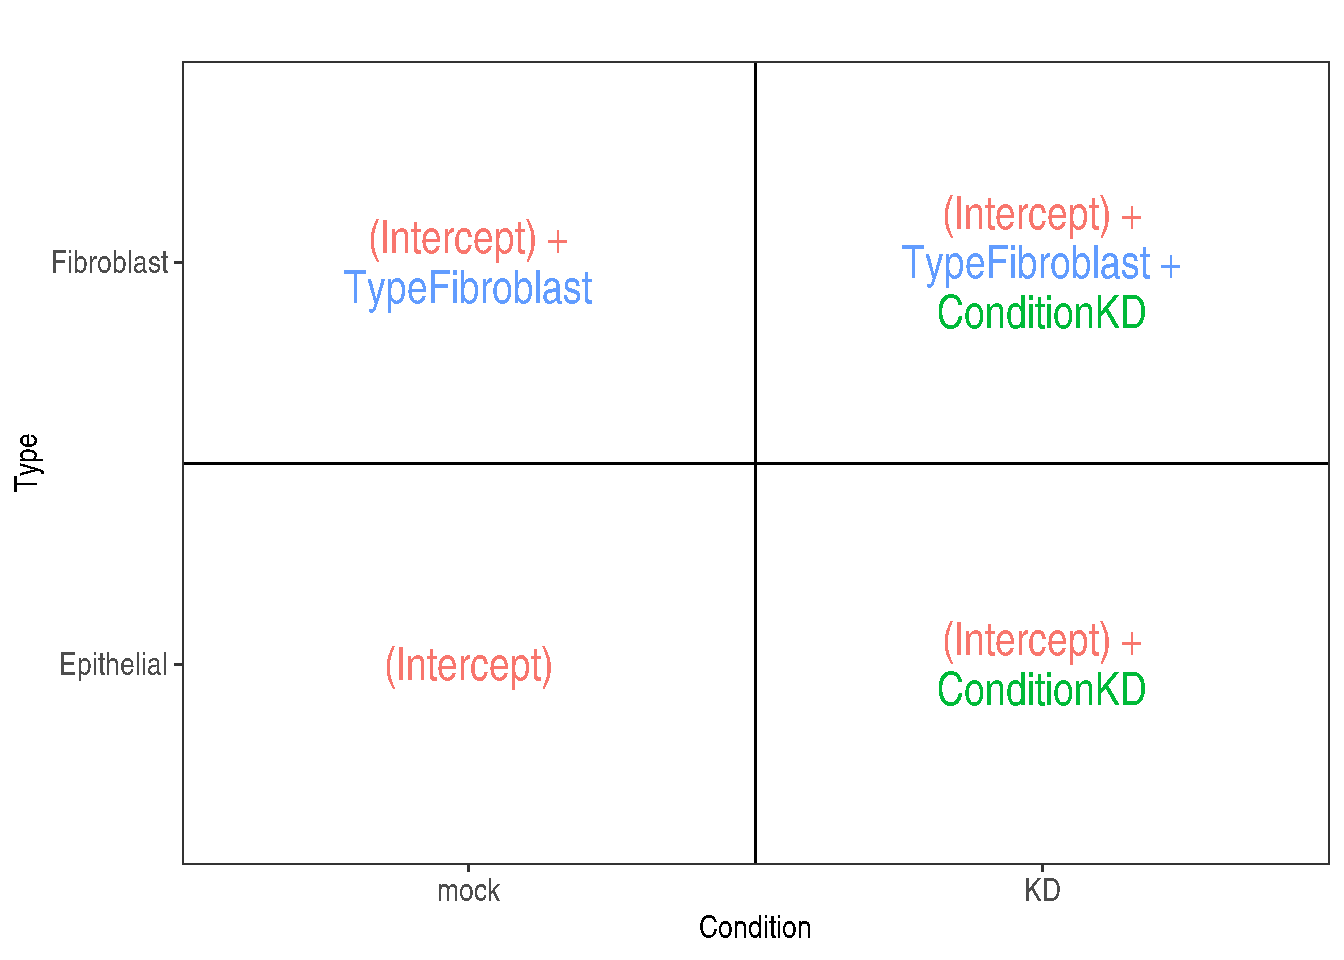 (Intercept) +
TypeFibroblast
(Intercept) +
TypeFibroblast +
ConditionKD
Fibroblast
Type
Epithelial
(Intercept)
(Intercept) +
ConditionKD
mock
KD
Condition